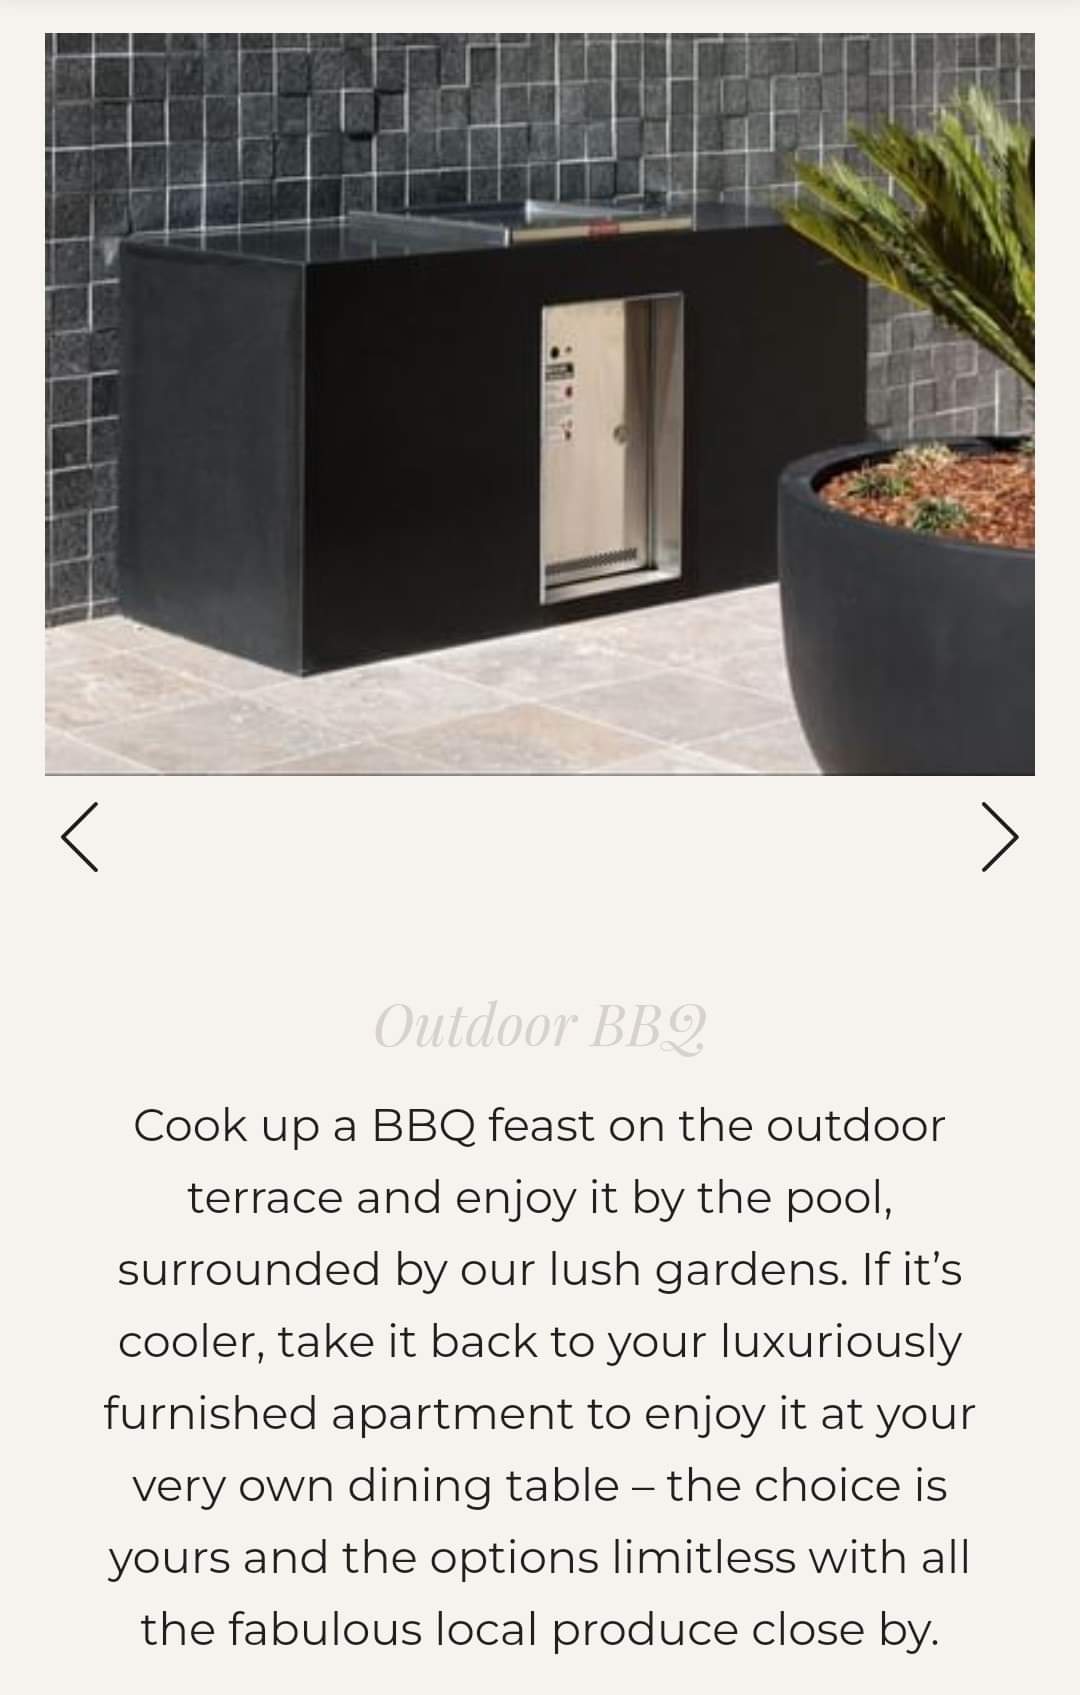 Outdoor BBQ
Cook up a BBQ feast on the outdoor
terrace and enjoy it by the pool,
surrounded by our lush gardens. If it’s
cooler, take it back to your luxuriously
furnished apartment to enjoy it at your
very own dining table – the choice is
yours and the options limitless with all
the fabulous local produce close by.